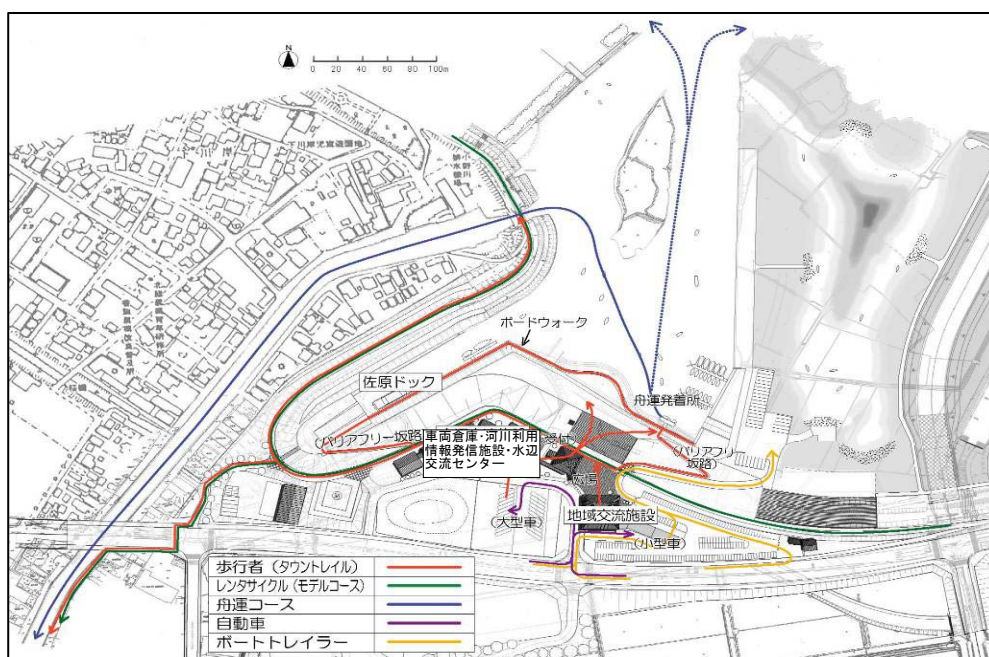 N
0 20 40 60 80 100m
ボードウォーク
佐原ドック
舟運発着所
(バリアフリー坂路
車両倉庫・河川利用
情報発信施設・水辺
交流センター
受付
広場
(バリアフリー
坂路)
地域交流施設
(大型車)
(小型車)
歩行者(タウントレイル)
レンタサイクル(モデルコース)
舟運コース
自動車
ボートトレイラー